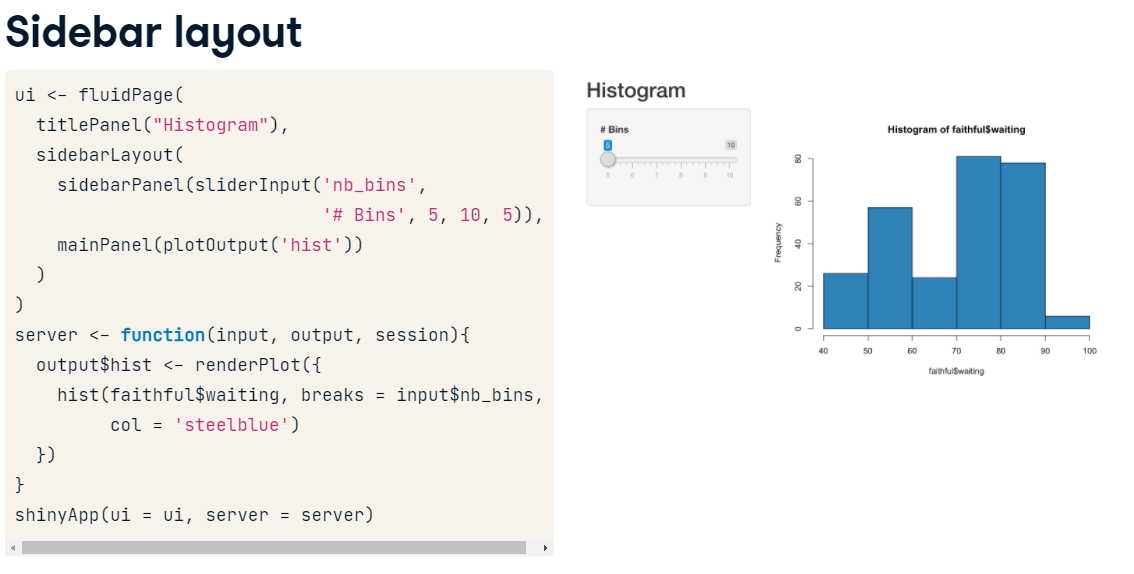 Sidebar layout
ui <- fluidPage(
  titlePanel("Histogram"),
  sidebarLayout(
    sidebarPanel(sliderInput('nb_bins',
                             '# Bins', 5, 10, 5)),
    mainPanel(plotOutput('hist'))
  )
)
server <- function(input, output, session){
  output$hist <- renderPlot({
    hist(faithful$waiting, breaks = input$nb_bins,
         col = 'steelblue')
  })
}
shinyApp(ui = ui, server = server)
Histogram
# Bins
5 10
5 6 7 8 9 10
Histogram of faithful$waiting
Frequency
80
60
40
20
0
40 50 60 70 80 90 100
faithful$waiting